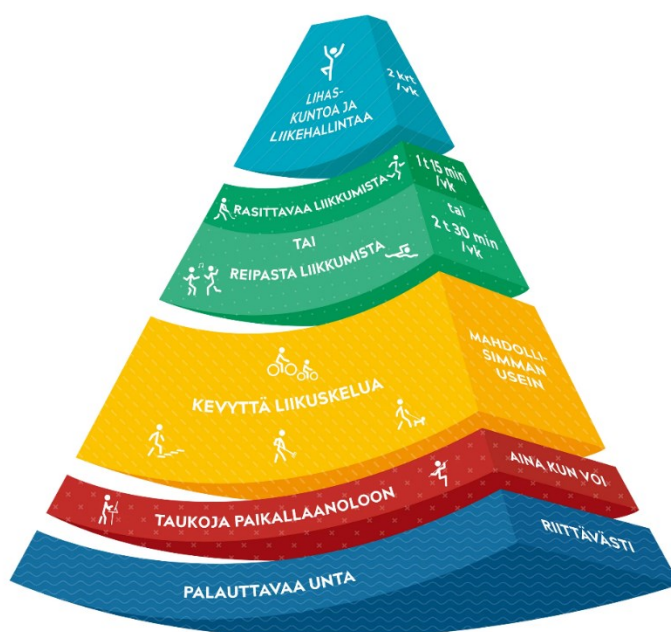 LIHAS-
KUNTOA JA
LIIKEHALLINTAA
2 krt
/vk
RASITTAVAA LIIKKUMISTA
1 t 15 min
/vk
TAI
tai
REIPASTA LIIKKUMISTA
2 t 30 min
/vk
KEVYTTÄ LIIKUSKELUA
MAHDOLLI-
SIMMAN
USEIN
TAUKOJA PAIKALLAANOLOON
AINA KUN VOI
PALAUTTAVAA UNTA
RIITTÄVÄSTI